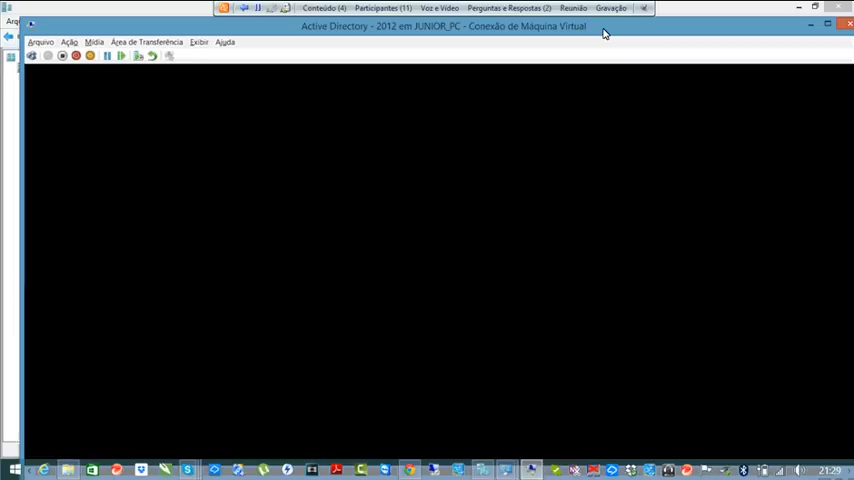 Conteúdo (4) Participantes (11) Voz e Vídeo Perguntas e Respostas (2) Reunião Gravação
Active Directory - 2012 em JUNIOR_PC - Conexão de Máquina Virtual
Arquivo Ação Mídia Área de Transferência Exibir Ajuda
21:29